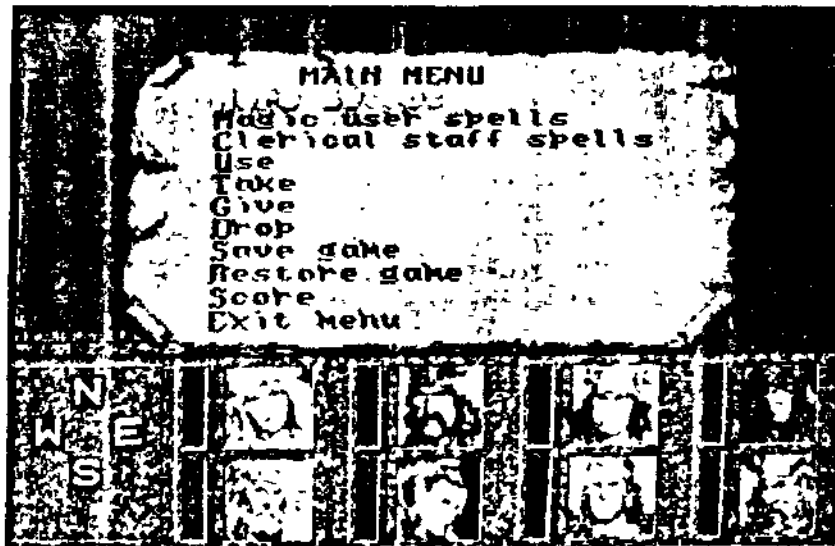 MAIN MENU
Magic user spells
Clerical staff spells
Use
Take
Give
Drop
Save game
Restore game
Score
Exit menu
N
W E
S